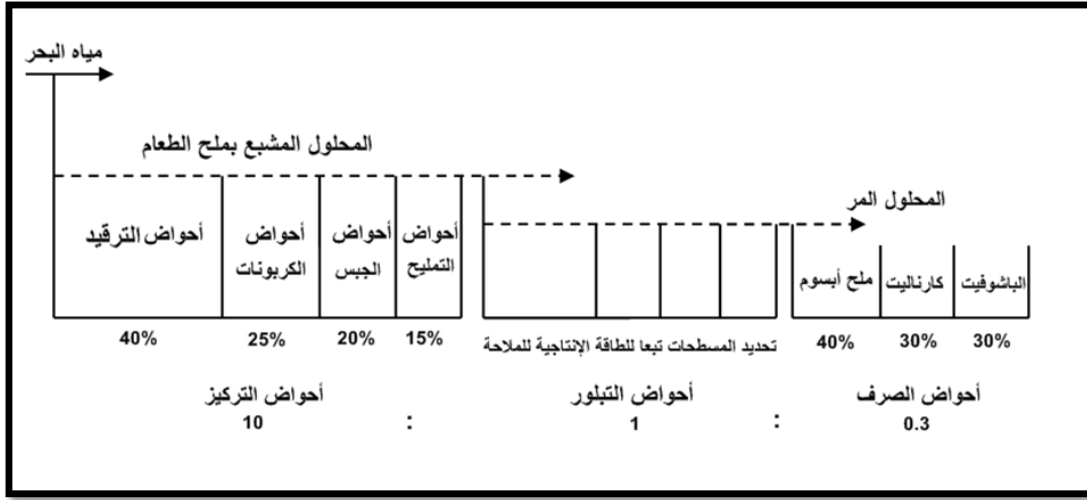 مياه البحر
المحلول المشبع بملح الطعام
المحلول المر
أحواض الترقيد
أحواض
الكربونات
أحواض
الجبس
أحواض
التمليح
ملح أبسوم
كارناليت
الباشوفيت
40%
25%
20%
15%
تحديد المسطحات تبعا للطاقة الإنتاجية للملاحة
40%
30%
30%
أحواض التركيز
أحواض التبلور
أحواض الصرف
10 : 1 : 0.3